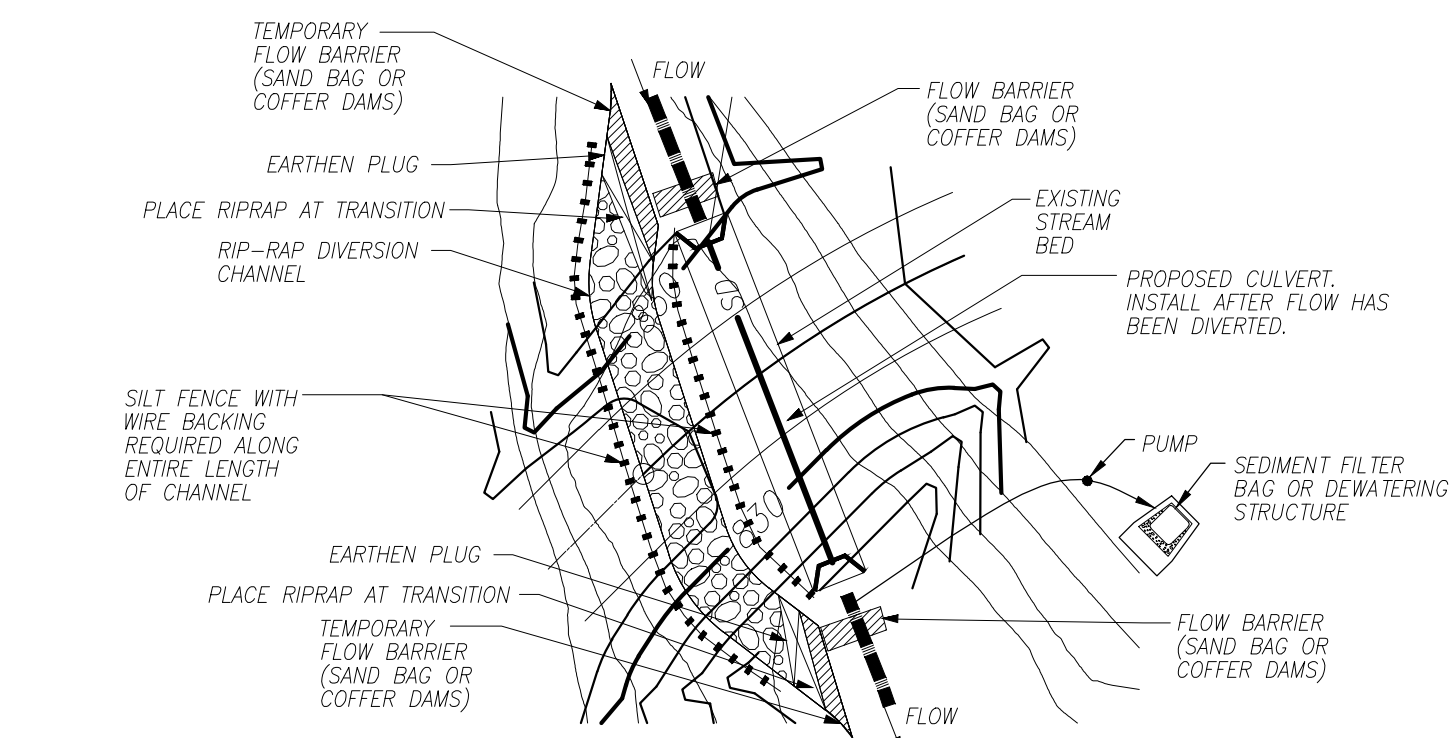 TEMPORARY
FLOW BARRIER
(SAND BAG OR
COFFER DAMS)
FLOW
FLOW BARRIER
(SAND BAG OR
COFFER DAMS)
EARTHEN PLUG
PLACE RIPRAP AT TRANSITION
RIP-RAP DIVERSION
CHANNEL
EXISTING
STREAM
BED
PROPOSED CULVERT.
INSTALL AFTER FLOW HAS
BEEN DIVERTED.
SILT FENCE WITH
WIRE BACKING
REQUIRED ALONG
ENTIRE LENGTH
OF CHANNEL
PUMP
SEDIMENT FILTER
BAG OR DEWATERING
STRUCTURE
EARTHEN PLUG
PLACE RIPRAP AT TRANSITION
TEMPORARY
FLOW BARRIER
(SAND BAG OR
COFFER DAMS)
FLOW BARRIER
(SAND BAG OR
COFFER DAMS)
FLOW